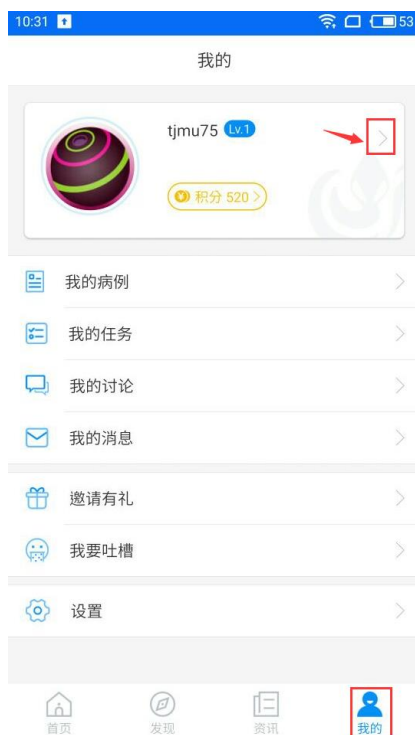 10:31 53
我的
tjmu75 Lv.1
积分 520
我的病例
我的任务
我的讨论
我的消息
邀请有礼
我要吐槽
设置
首页 发现 资讯 我的